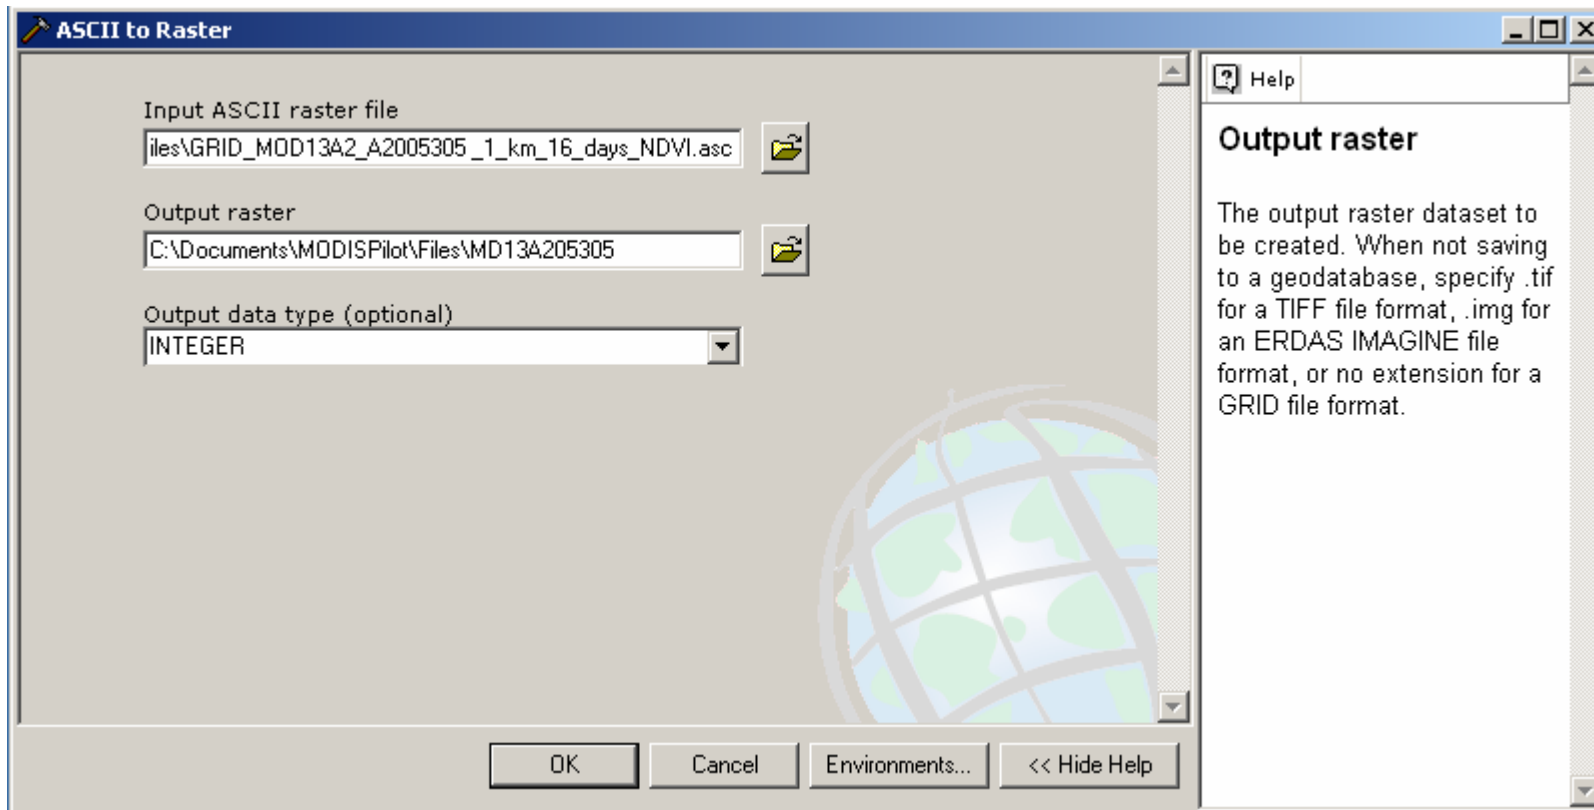 ASCII to Raster
Input ASCII raster file
iles\GRID_MOD13A2_A2005305 _1_km_16_days_NDVI.asc
Output raster
C:\Documents\MODISPilot\Files\MD13A205305
Output data type (optional)
INTEGER
OK
Cancel
Environments...
<< Hide Help
Help
Output raster
The output raster dataset to
be created. When not saving
to a geodatabase, specify .tif
for a TIFF file format, .img for
an ERDAS IMAGINE file
format, or no extension for a
GRID file format.